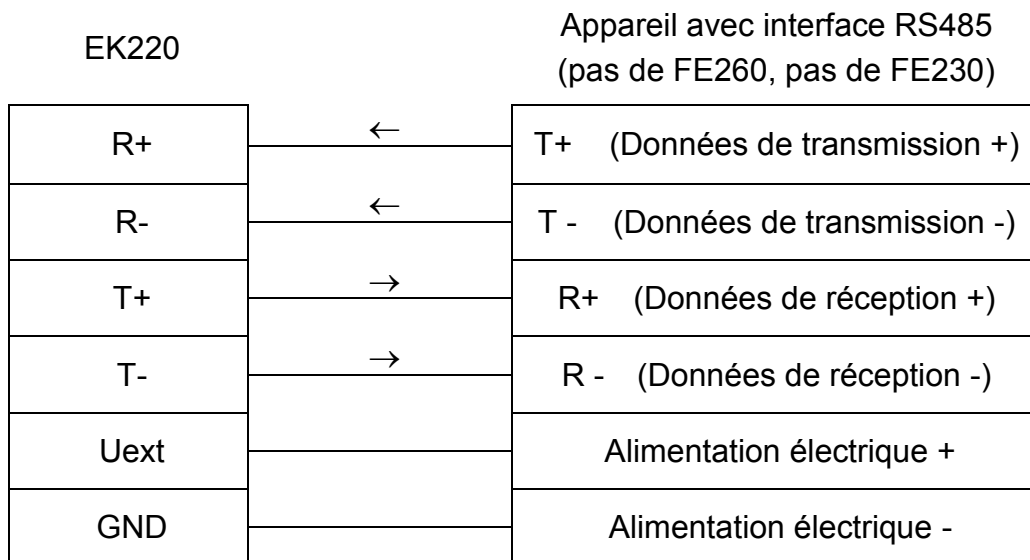 EK220
Appareil avec interface RS485
(pas de FE260, pas de FE230)
R+ ← T+ (Données de transmission +)
R- ← T - (Données de transmission -)
T+ → R+ (Données de réception +)
T- → R - (Données de réception -)
Uext Alimentation électrique +
GND Alimentation électrique -